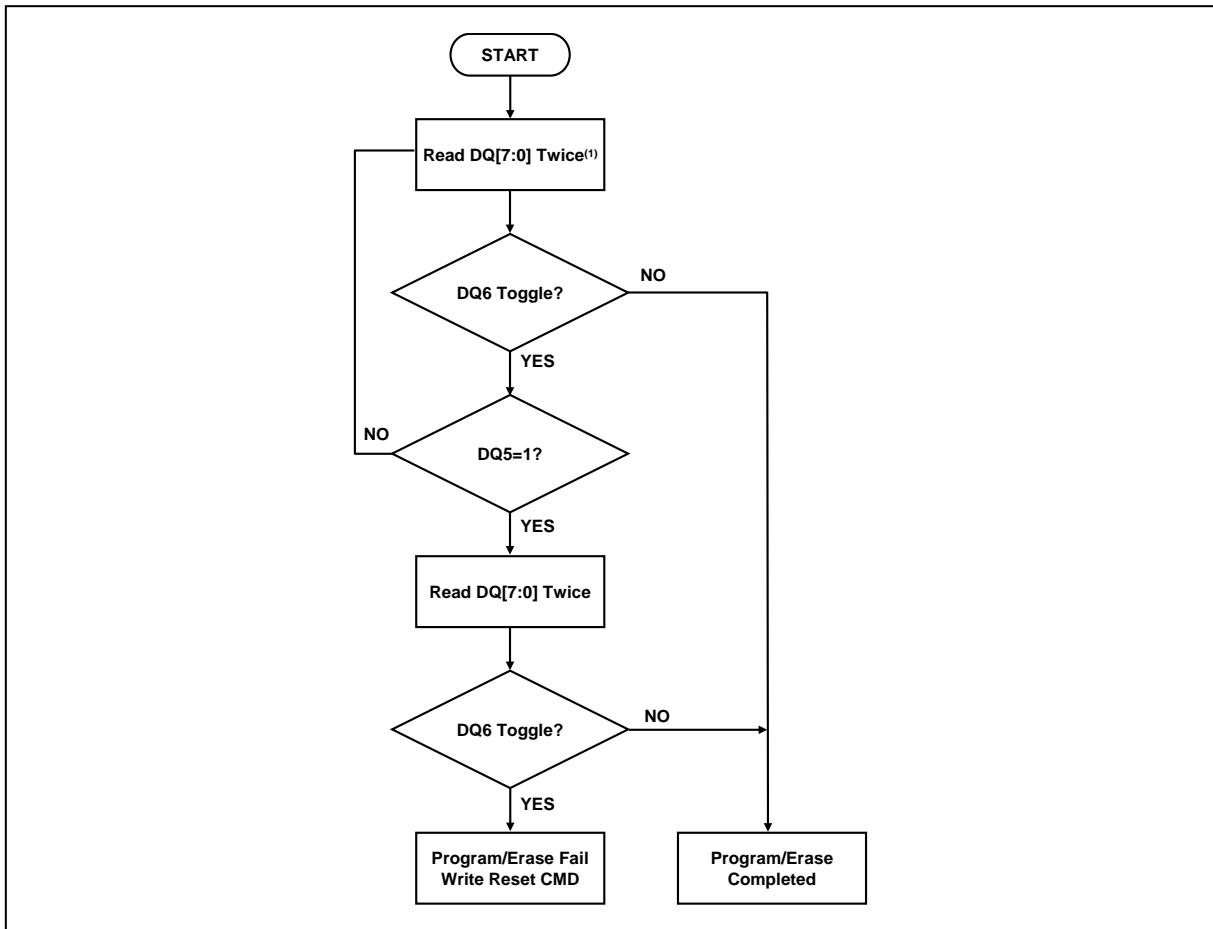 START
Read DQ[7:0] Twice(1)
DQ6 Toggle?
NO
YES
NO
DQ5=1?
YES
Read DQ[7:0] Twice
DQ6 Toggle?
NO
YES
Program/Erase Fail
Write Reset CMD
Program/Erase
Completed